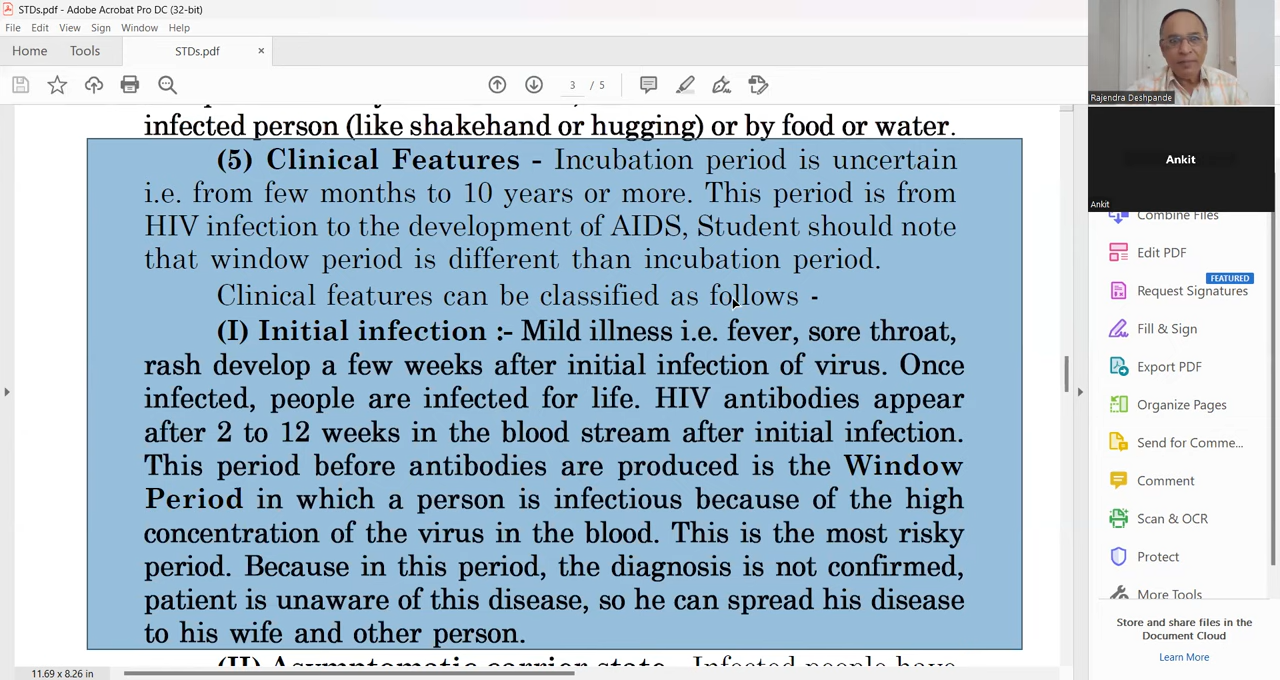 STDs.pdf - Adobe Acrobat Pro DC (32-bit)
File Edit View Sign Window Help
Home Tools STDs.pdf ×
3 / 5
infected person (like shakehand or hugging) or by food or water.
(5) Clinical Features - Incubation period is uncertain
i.e. from few months to 10 years or more. This period is from
HIV infection to the development of AIDS, Student should note
that window period is different than incubation period.
Clinical features can be classified as follows -
(I) Initial infection :- Mild illness i.e. fever, sore throat,
rash develop a few weeks after initial infection of virus. Once
infected, people are infected for life. HIV antibodies appear
after 2 to 12 weeks in the blood stream after initial infection.
This period before antibodies are produced is the Window
Period in which a person is infectious because of the high
concentration of the virus in the blood. This is the most risky
period. Because in this period, the diagnosis is not confirmed,
patient is unaware of this disease, so he can spread his disease
to his wife and other person.
(II) Asymptomatic carrier state - Infected people have
11.69 x 8.26 in
Rajendra Deshpande
Ankit
Ankit
Combine Files
Edit PDF
FEATURED
Request Signatures
Fill & Sign
Export PDF
Organize Pages
Send for Comme...
Comment
Scan & OCR
Protect
More Tools
Store and share files in the
Document Cloud
Learn More